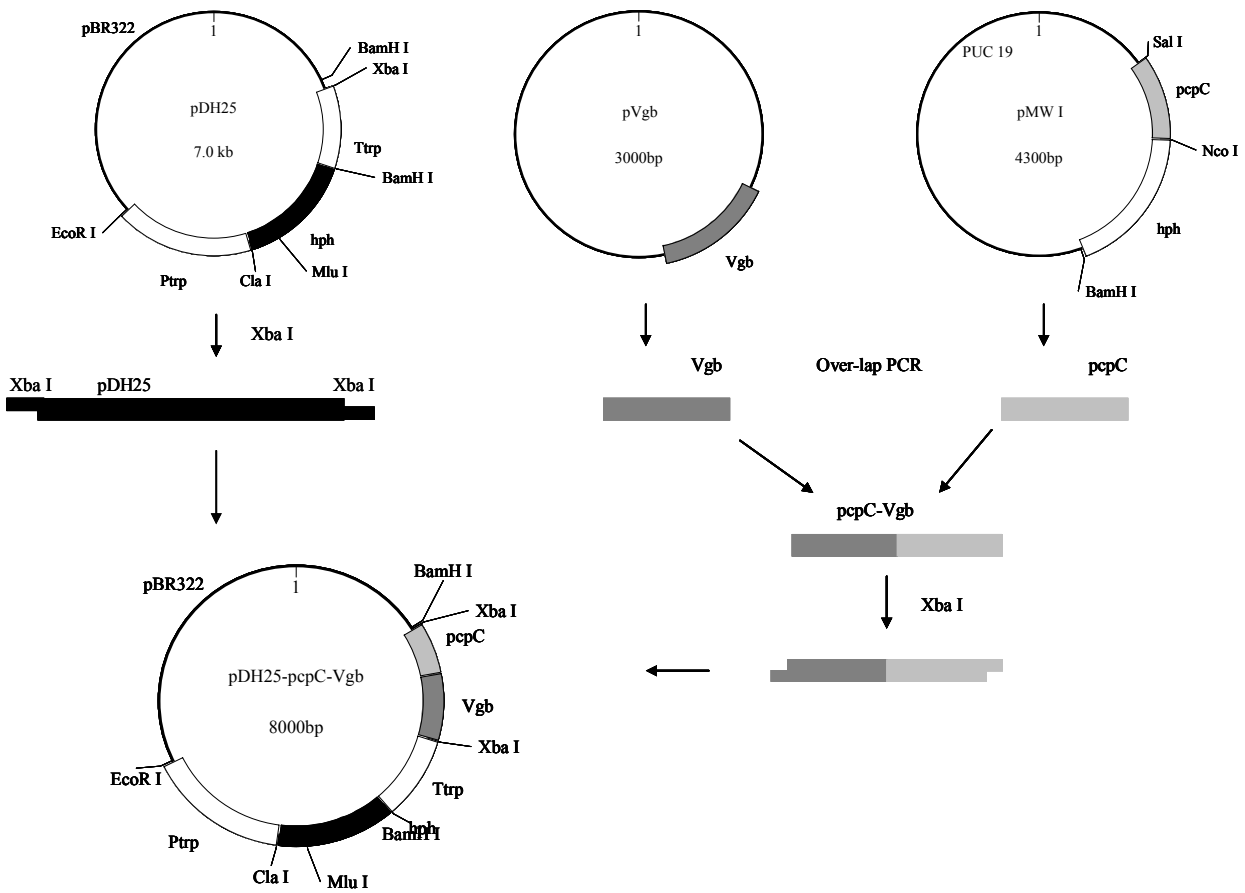 pBR322
1
BamH I
Xba I
pDH25
7.0 kb
Ttrp
BamH I
hph
Mlu I
Cla I
Ptrp
EcoR I
1
pVgb
3000bp
Vgb
PUC 19
1
Sal I
pcpC
pMW I
4300bp
Nco I
hph
BamH I
Xba I
Xba I
pDH25
Xba I
Vgb
Over-lap PCR
pcpC
pcpC-Vgb
Xba I
pBR322
1
BamH I
Xba I
pcpC
pDH25-pcpC-Vgb
8000bp
Vgb
Xba I
EcoR I
Ttrp
Ptrp
hph
BamH I
Cla I
Mlu I